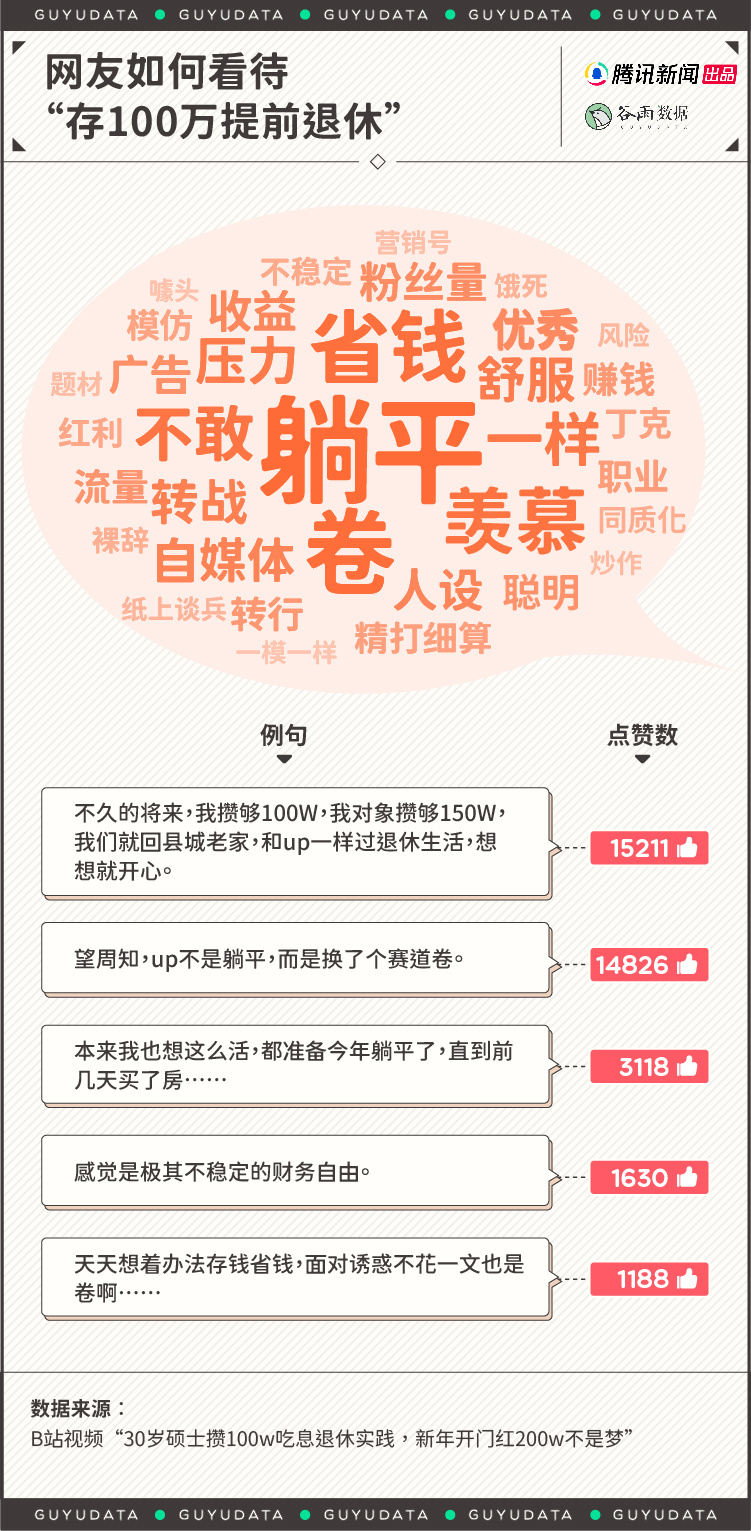 GUYUDATA GUYUDATA GUYUDATA GUYUDATA GUYUDATA
网友如何看待
“存100万提前退休”
腾讯新闻 出品
谷雨数据
GUYUDATA
营销号
不稳定 粉丝量 饿死
噱头 收益
模仿 省钱 优秀 风险
题材 广告 压力 舒服 赚钱
红利 不敢 躺平 一样 丁克
流量 转战 羡慕 职业
裸辞 自媒体 卷 同质化
炒作
纸上谈兵 转行 人设 聪明
一模一样 精打细算
例句 点赞数
不久的将来,我攒够100W,我对象攒够150W,
我们就回县城老家,和up一样过退休生活,想
想就开心。
15211
望周知,up不是躺平,而是换了个赛道卷。
14826
本来我也想这么活,都准备今年躺平了,直到前
几天买了房……
3118
感觉是极其不稳定的财务自由。
1630
天天想着办法存钱省钱,面对诱惑不花一文也是
卷啊……
1188
数据来源：
B站视频“30岁硕士攒100w吃息退休实践，新年开门红200w不是梦”
GUYUDATA GUYUDATA GUYUDATA GUYUDATA GUYUDATA